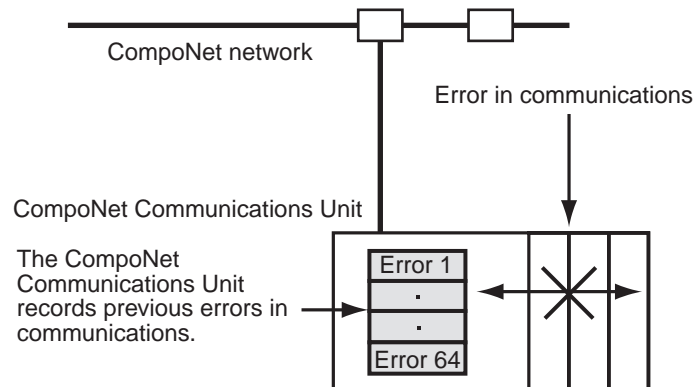 CompoNet network
Error in communications
CompoNet Communications Unit
The CompoNet
Communications Unit
records previous errors in
communications.
Error 1
.
.
Error 64